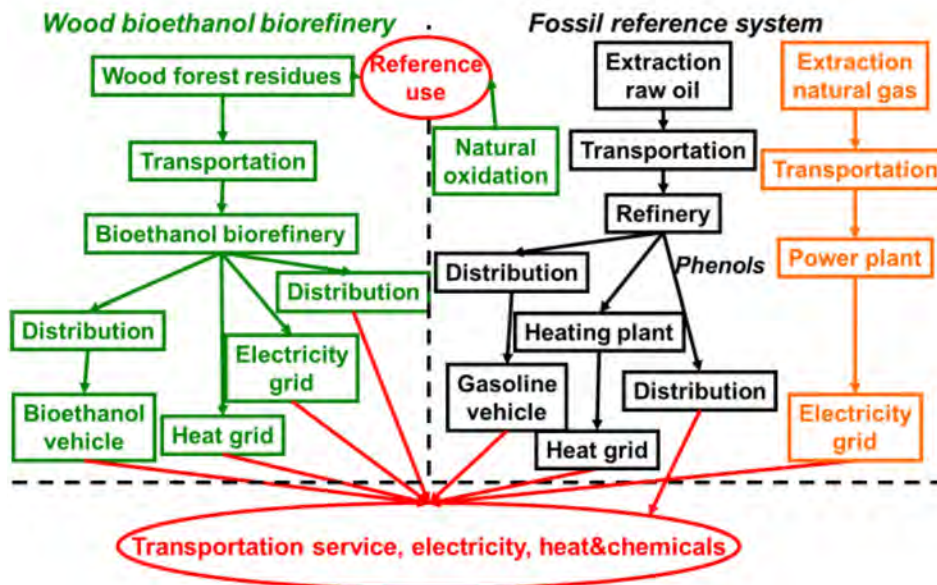 Wood bioethanol biorefinery
Fossil reference system
Wood forest residues
Reference
use
Extraction
raw oil
Extraction
natural gas
Natural
oxidation
Transportation
Transportation
Transportation
Bioethanol biorefinery
Refinery
Distribution
Distribution
Phenols
Power plant
Distribution
Heating plant
Electricity
grid
Gasoline
vehicle
Distribution
Bioethanol
vehicle
Heat grid
Heat grid
Electricity
grid
Transportation service, electricity, heat&chemicals